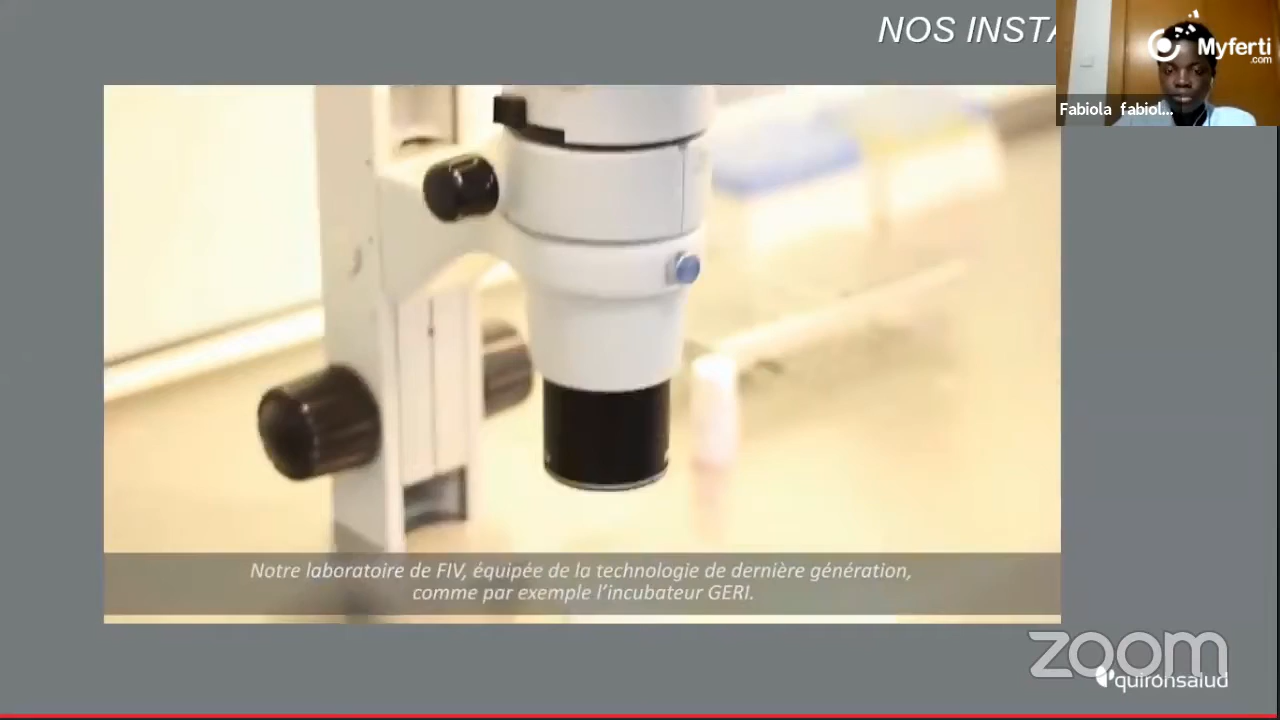 NOS INSTA
Myferti
.com
Fabiola fabiol...
Notre laboratoire de FIV, équipée de la technologie de dernière génération,
comme par exemple l'incubateur GERI.
zoom
quironsalud